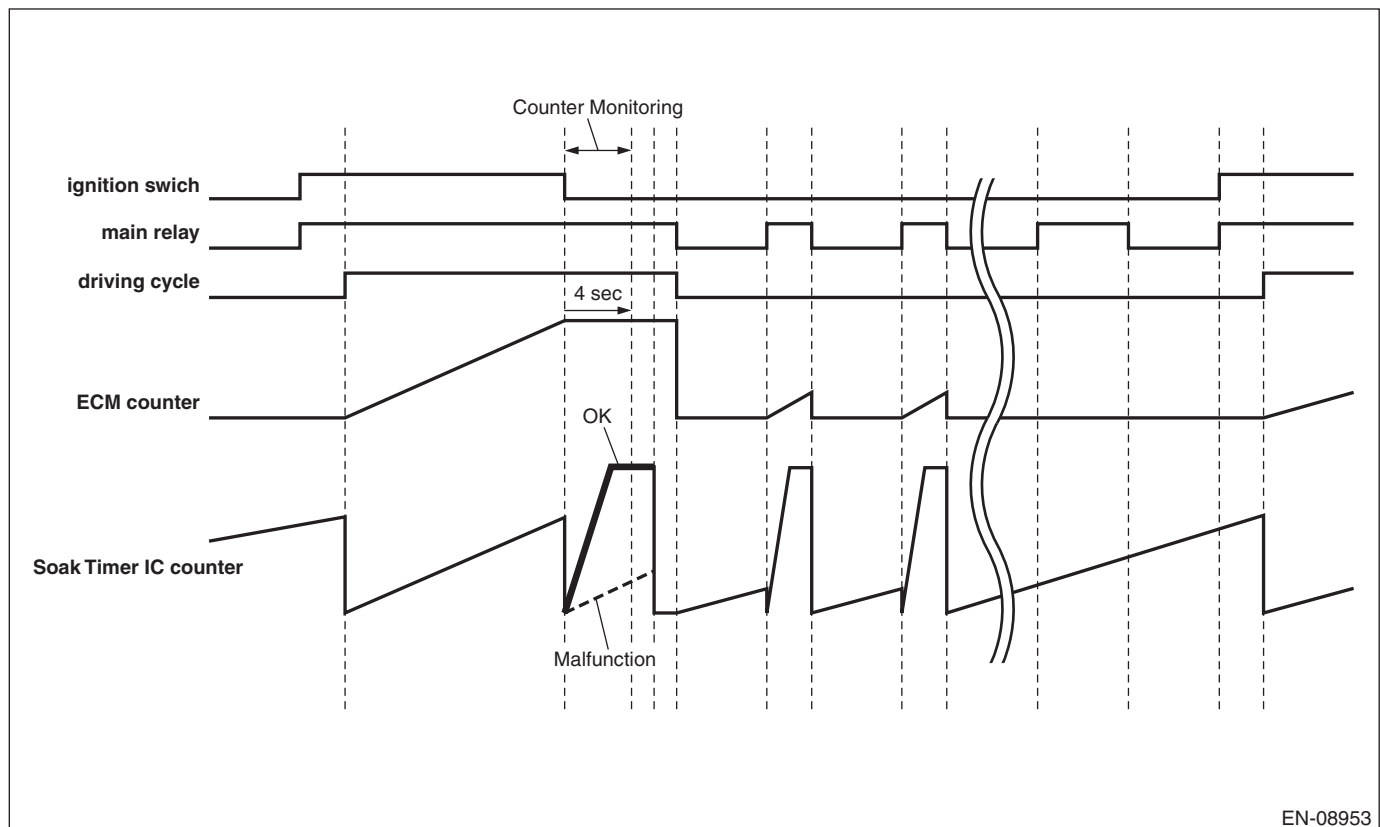 Counter Monitoring
ignition swich
main relay
driving cycle
4 sec
ECM counter
OK
Soak Timer IC counter
Malfunction
EN-08953